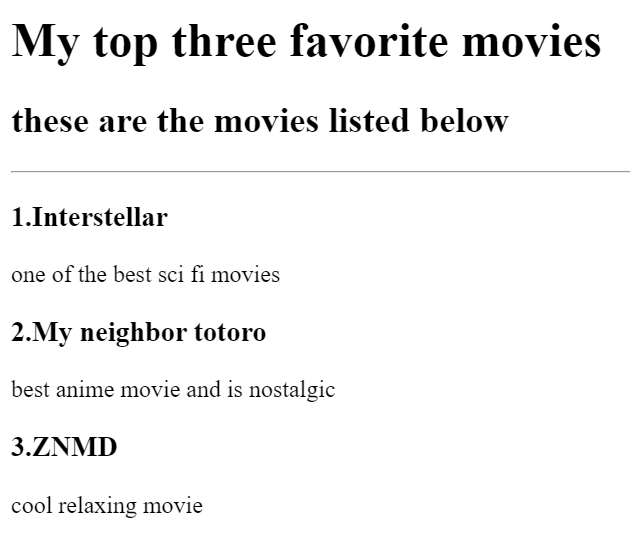 My top three favorite movies
these are the movies listed below
1.Interstellar
one of the best sci fi movies
2.My neighbor totoro
best anime movie and is nostalgic
3.ZNMD
cool relaxing movie